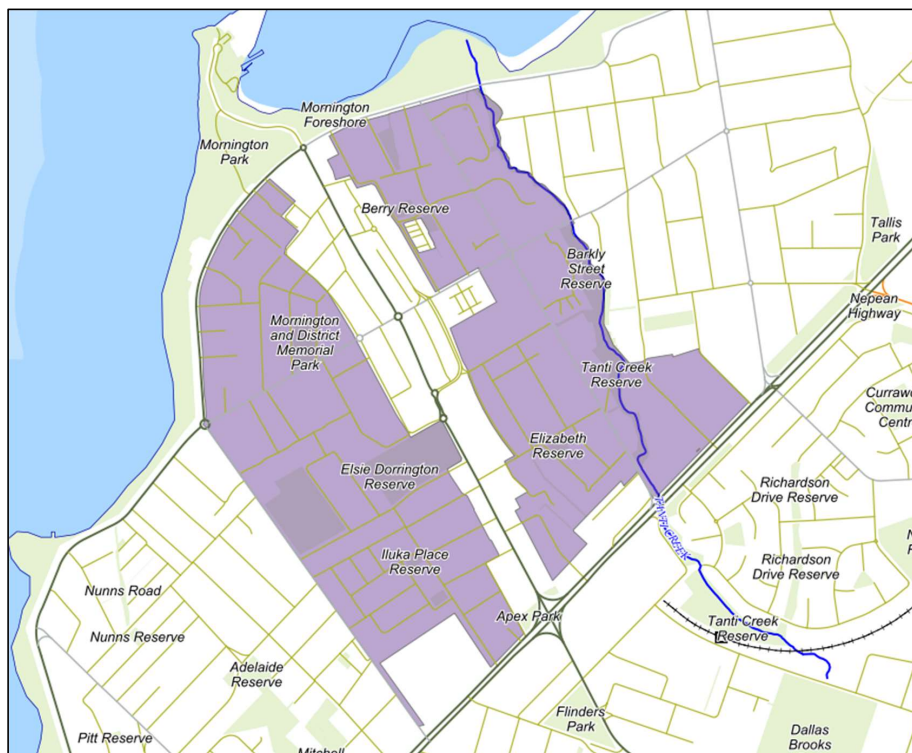 Mornington
Foreshore
Mornington
Park
Berry Reserve
Tallis
Park
Barkly
Street
Reserve
Nepean
Highway
Mornington
and District
Memorial
Park
Tanti Creek
Reserve
Elizabeth
Reserve
Elsie Dorrington
Reserve
Richardson
Drive Reserve
TANTI CREEK
Iluka Place
Reserve
Richardson
Drive Reserve
Nunns Road
Apex Park
Tanti Creek
Reserve
Nunns Reserve
Adelaide
Reserve
Flinders
Park
Pitt Reserve
Dallas
Brooks